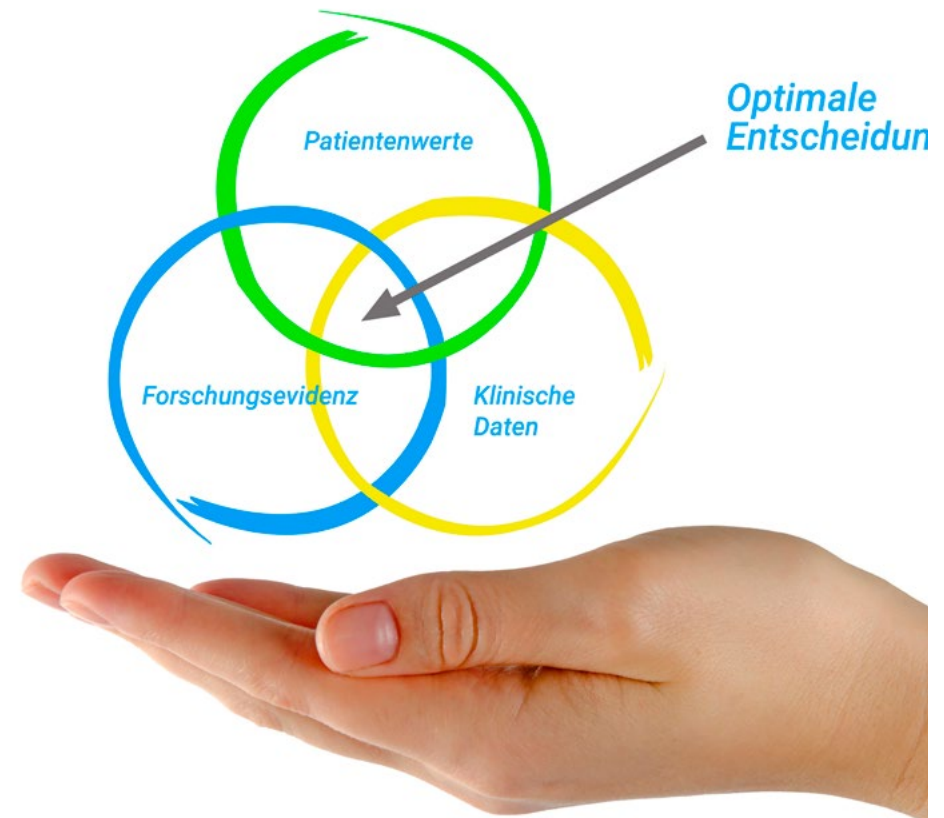 Optimale
Entscheidun
Patientenwerte
Forschungsevidenz
Klinische
Daten